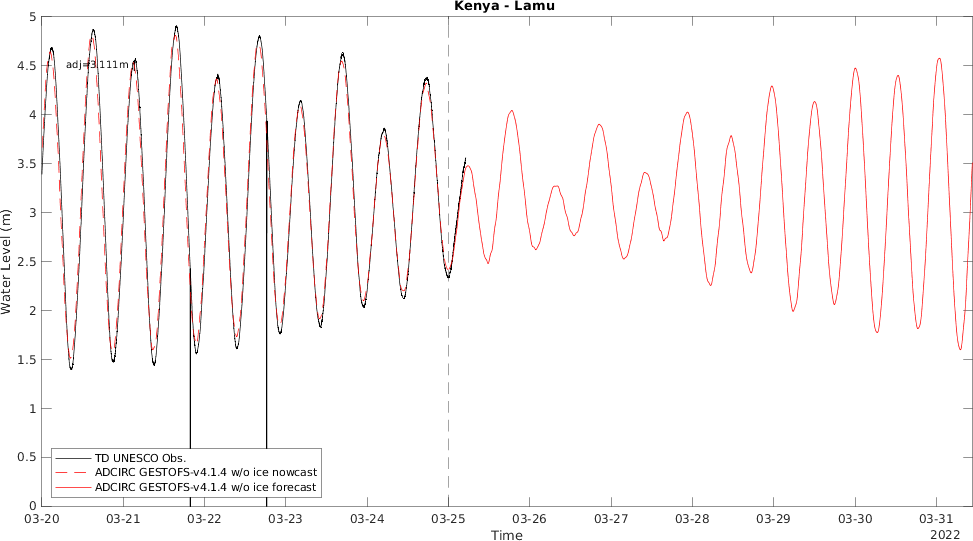 Kenya - Lamu
5
4.5
4
3.5
3
2.5
2
1.5
1
0.5
0
Water Level (m)
adj=3.111m
TD UNESCO Obs.
ADCIRC GESTOFS-v4.1.4 w/o ice nowcast
ADCIRC GESTOFS-v4.1.4 w/o ice forecast
03-20 03-21 03-22 03-23 03-24 03-25 03-26 03-27 03-28 03-29 03-30 03-31
Time
2022